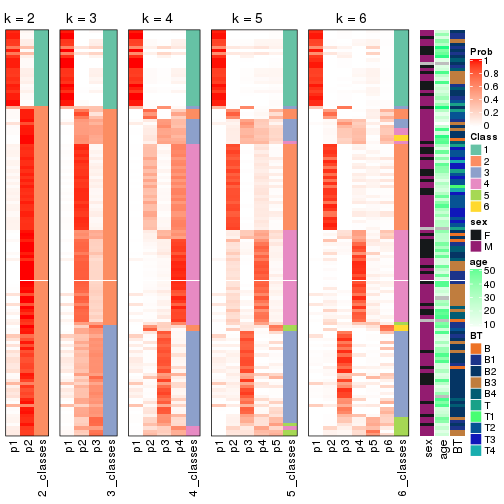 k = 2
k = 3
k = 4
k = 5
k = 6
p1
p2
2_classes
p1
p2
p3
3_classes
p1
p2
p3
p4
4_classes
p1
p2
p3
p4
p5
5_classes
p1
p2
p3
p4
p5
p6
6_classes
sex
age
BT
Prob
1
0.8
0.6
0.4
0.2
0
Class
1
2
3
4
5
6
sex
F
M
age
50
40
30
20
10
BT
B
B1
B2
B3
B4
T
T1
T2
T3
T4